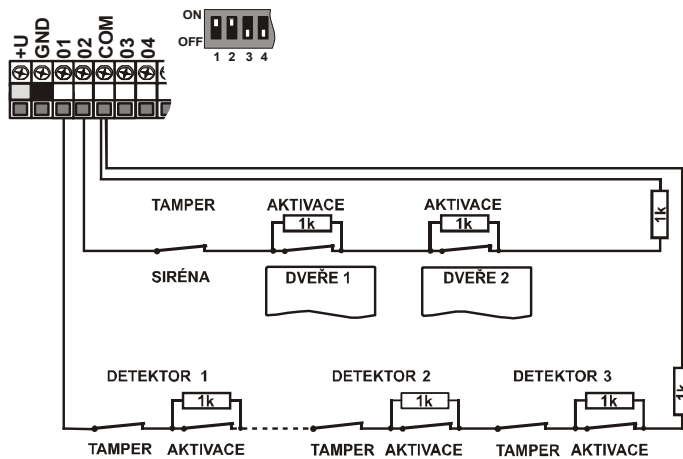 ON
OFF
1 2 3 4
+U GND 01 02 COM 03 04
TAMPER AKTIVACE AKTIVACE
1k 1k
1k
SIRÉNA DVEŘE 1 DVEŘE 2
DETEKTOR 1 DETEKTOR 2 DETEKTOR 3
1k 1k 1k
1k
TAMPER AKTIVACE TAMPER AKTIVACE TAMPER AKTIVACE